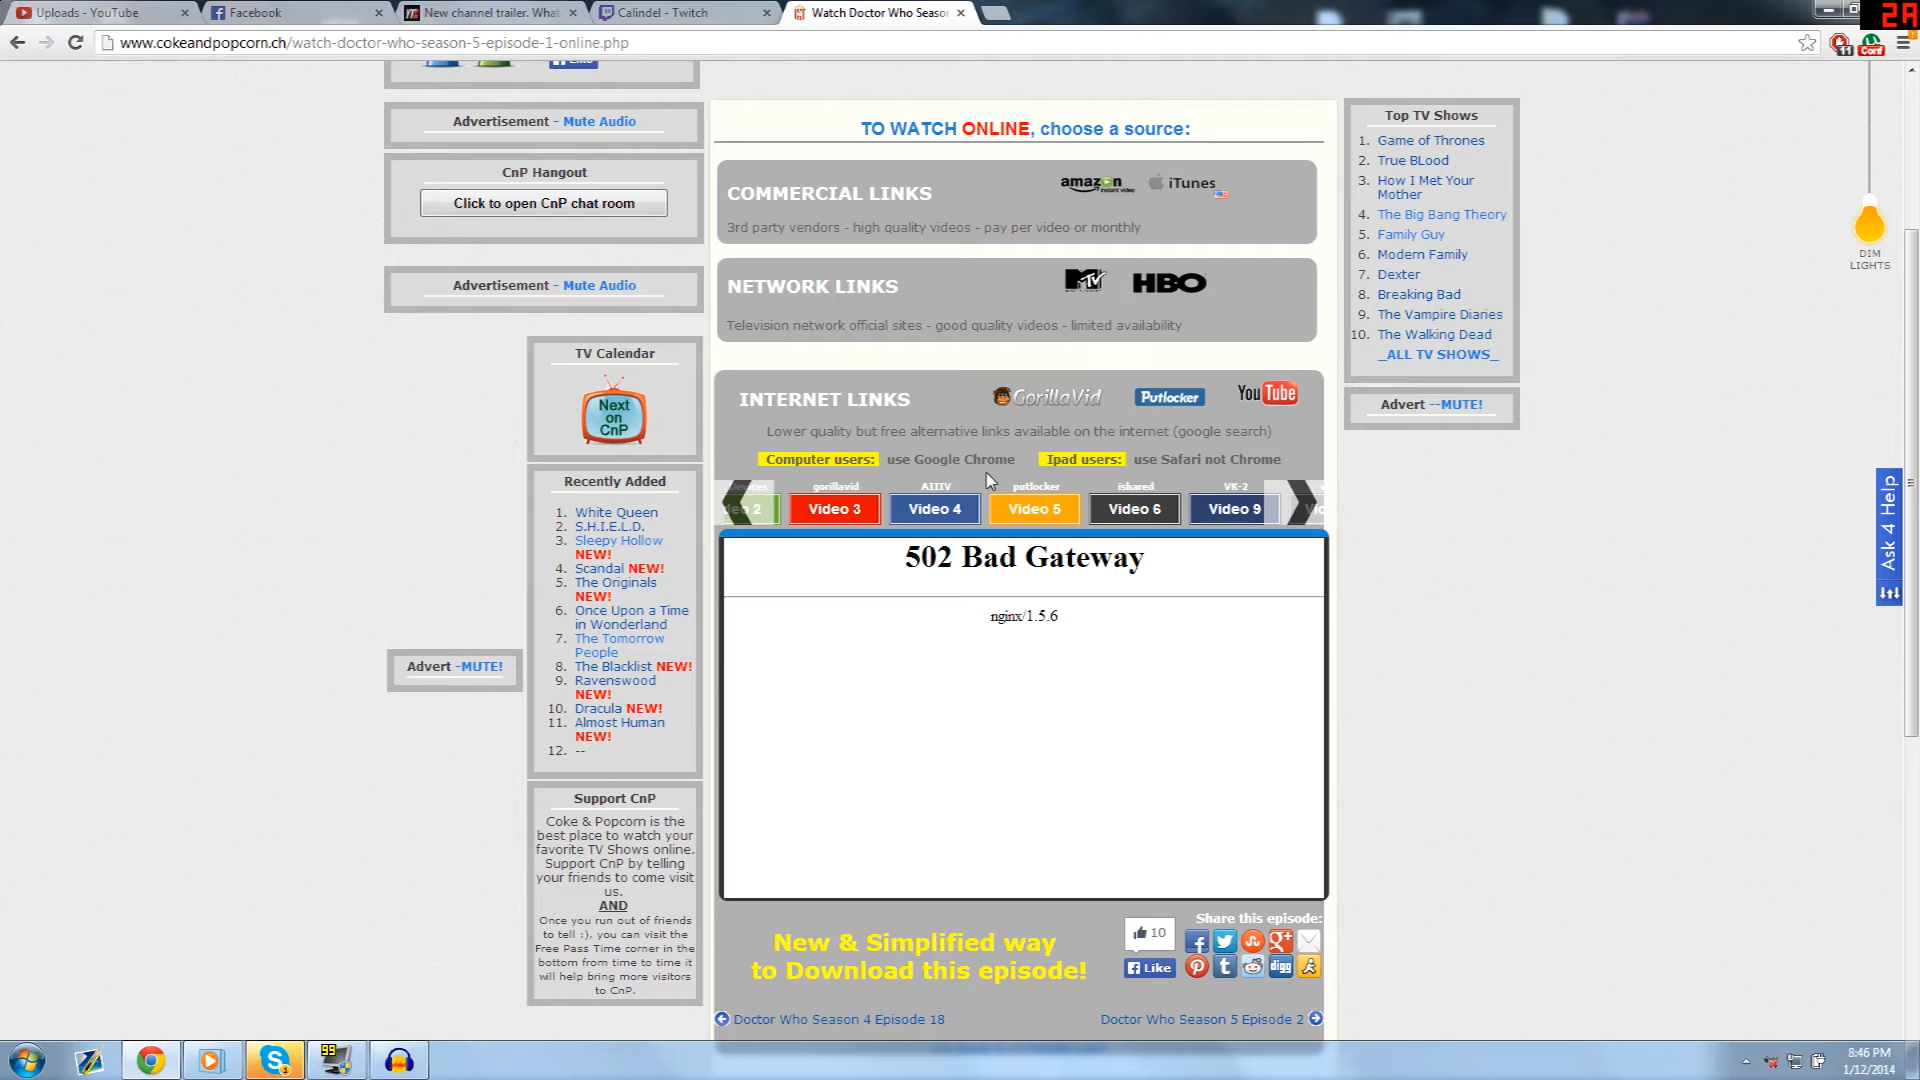 Uploads - YouTube
Facebook
New channel trailer. What
Calindel - Twitch
Watch Doctor Who Seaso
2A
www.cokeandpopcorn.ch/watch-doctor-who-season-5-episode-1-online.php
11
Conf
Like
Advertisement - Mute Audio
CnP Hangout
Click to open CnP chat room
Advertisement - Mute Audio
TV Calendar
Next
on
CnP
Recently Added
1. White Queen
2. S.H.I.E.L.D.
3. Sleepy Hollow
NEW!
4. Scandal NEW!
5. The Originals
NEW!
6. Once Upon a Time
in Wonderland
7. The Tomorrow
People
8. The Blacklist NEW!
9. Ravenswood
NEW!
10. Dracula NEW!
11. Almost Human
NEW!
12. --
Advert -MUTE!
Support CnP
Coke & Popcorn is the
best place to watch your
favorite TV Shows online.
Support CnP by telling
your friends to come visit
us.
AND
Once you run out of friends
to tell :), you can visit the
Free Pass Time corner in the
bottom from time to time it
will help bring more visitors
to CnP.
TO WATCH ONLINE, choose a source:
COMMERCIAL LINKS
amazon
instant video
iTunes
3rd party vendors - high quality videos - pay per video or monthly
NETWORK LINKS
MTV
HBO
Television network official sites - good quality videos - limited availability
INTERNET LINKS
GorillaVid
Putlocker
YouTube
Lower quality but free alternative links available on the internet (google search)
Computer users: use Google Chrome
Ipad users: use Safari not Chrome
gorillavid
AIIIV
putlocker
ishared
VK-2
eo 2
Video 3
Video 4
Video 5
Video 6
Video 9
502 Bad Gateway
nginx/1.5.6
New & Simplified way
to Download this episode!
10
Like
Share this episode:
digg
Doctor Who Season 4 Episode 18
Doctor Who Season 5 Episode 2
Top TV Shows
1. Game of Thrones
2. True BLood
3. How I Met Your
Mother
4. The Big Bang Theory
5. Family Guy
6. Modern Family
7. Dexter
8. Breaking Bad
9. The Vampire Diaries
10. The Walking Dead
_ALL TV SHOWS_
Advert --MUTE!
DIM
LIGHTS
Ask 4 Help
99
1
8:46 PM
1/12/2014